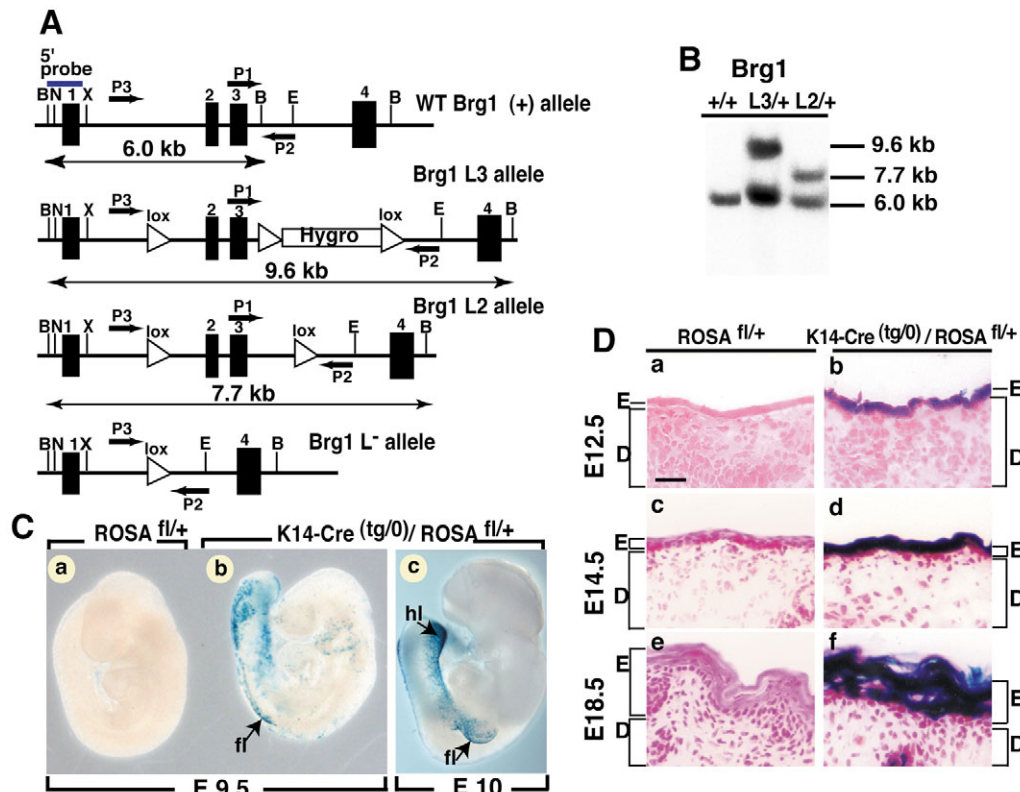 A
5'
probe
B N 1 X P3 2 P1 3 B E 4 B
WT Brg1 (+) allele
P2
6.0 kb
Brg1 L3 allele
BN1 X P3 lox 2 P1 3 Hygro lox E 4 B
P2
9.6 kb
Brg1 L2 allele
BN1 X P3 lox 2 P1 3 lox E 4 B
P2
7.7 kb
Brg1 L- allele
BN 1X P3 lox E 4 B
P2
B
Brg1
+/+ L3/+ L2/+
9.6 kb
7.7 kb
6.0 kb
C
ROSA fl/+ K14-Cre (tg/0)/ ROSA fl/+
a b c
hl
fl fl
E 9.5 E 10
D
ROSA fl/+ K14-Cre (tg/0) / ROSA fl/+
a b
E E
E12.5
D D
c d
E E
E14.5
D D
e f
E E
E18.5
D D